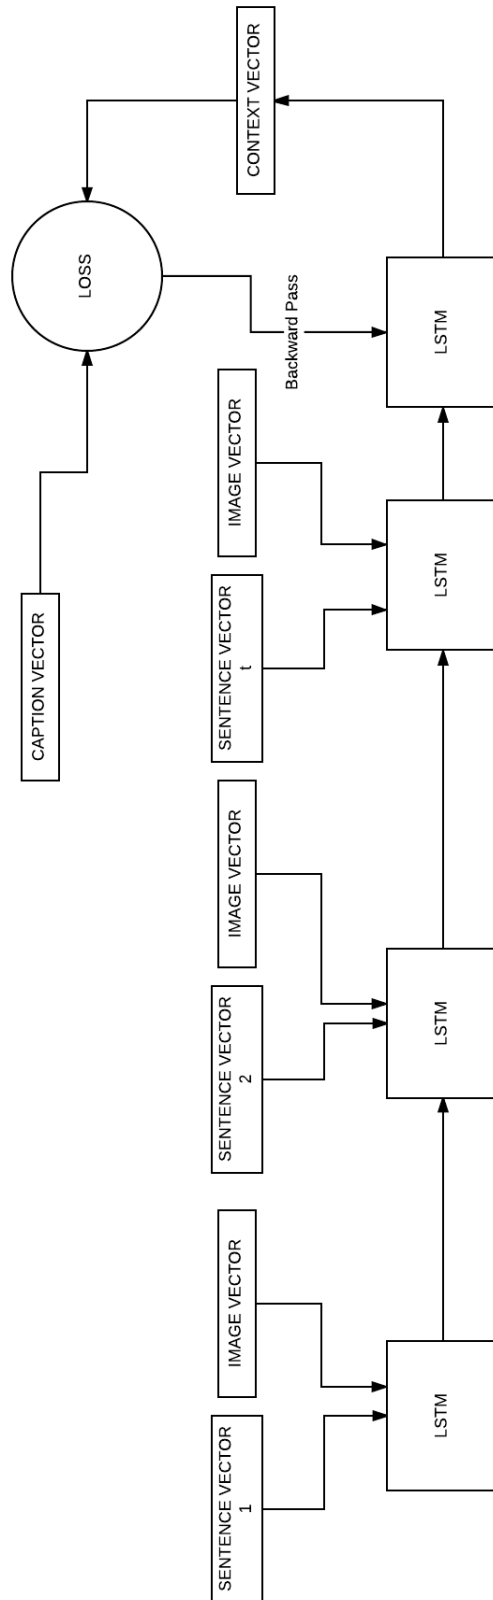 CAPTION VECTOR
LOSS
SENTENCE VECTOR
1
IMAGE VECTOR
SENTENCE VECTOR
2
IMAGE VECTOR
SENTENCE VECTOR
t
IMAGE VECTOR
CONTEXT VECTOR
Backward Pass
LSTM
LSTM
LSTM
LSTM